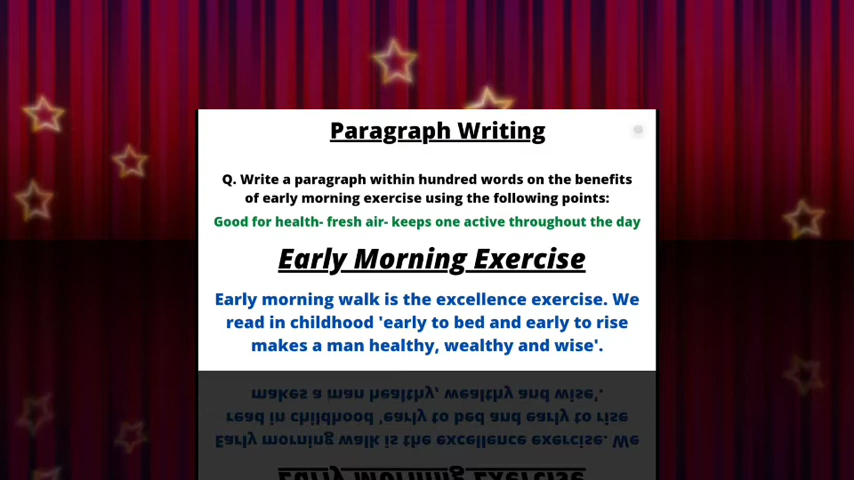 Paragraph Writing
Q. Write a paragraph within hundred words on the benefits
of early morning exercise using the following points:
Good for health- fresh air- keeps one active throughout the day
Early Morning Exercise
Early morning walk is the excellence exercise. We
read in childhood 'early to bed and early to rise
makes a man healthy, wealthy and wise'.